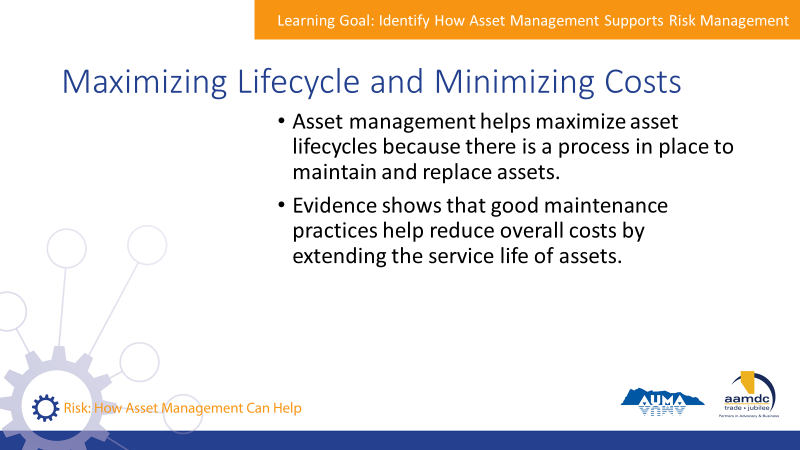 Learning Goal: Identify How Asset Management Supports Risk Management
Maximizing Lifecycle and Minimizing Costs
• Asset management helps maximize asset
lifecycles because there is a process in place to
maintain and replace assets.
• Evidence shows that good maintenance
practices help reduce overall costs by
extending the service life of assets.
Risk: How Asset Management Can Help
AUMA
aamdc
trade • jubilee
Partners in Advocacy & Business